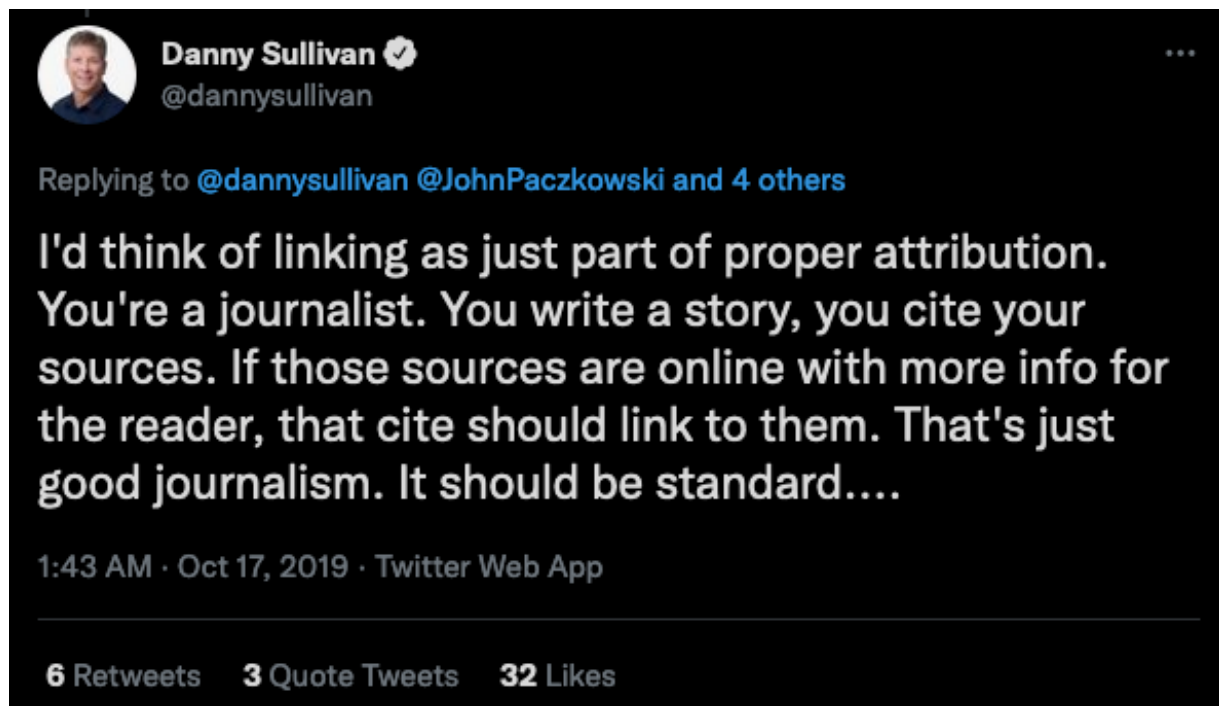 Danny Sullivan
@dannysullivan
Replying to @dannysullivan @JohnPaczkowski and 4 others
I'd think of linking as just part of proper attribution.
You're a journalist. You write a story, you cite your
sources. If those sources are online with more info for
the reader, that cite should link to them. That's just
good journalism. It should be standard....
1:43 AM · Oct 17, 2019 · Twitter Web App
6 Retweets 3 Quote Tweets 32 Likes